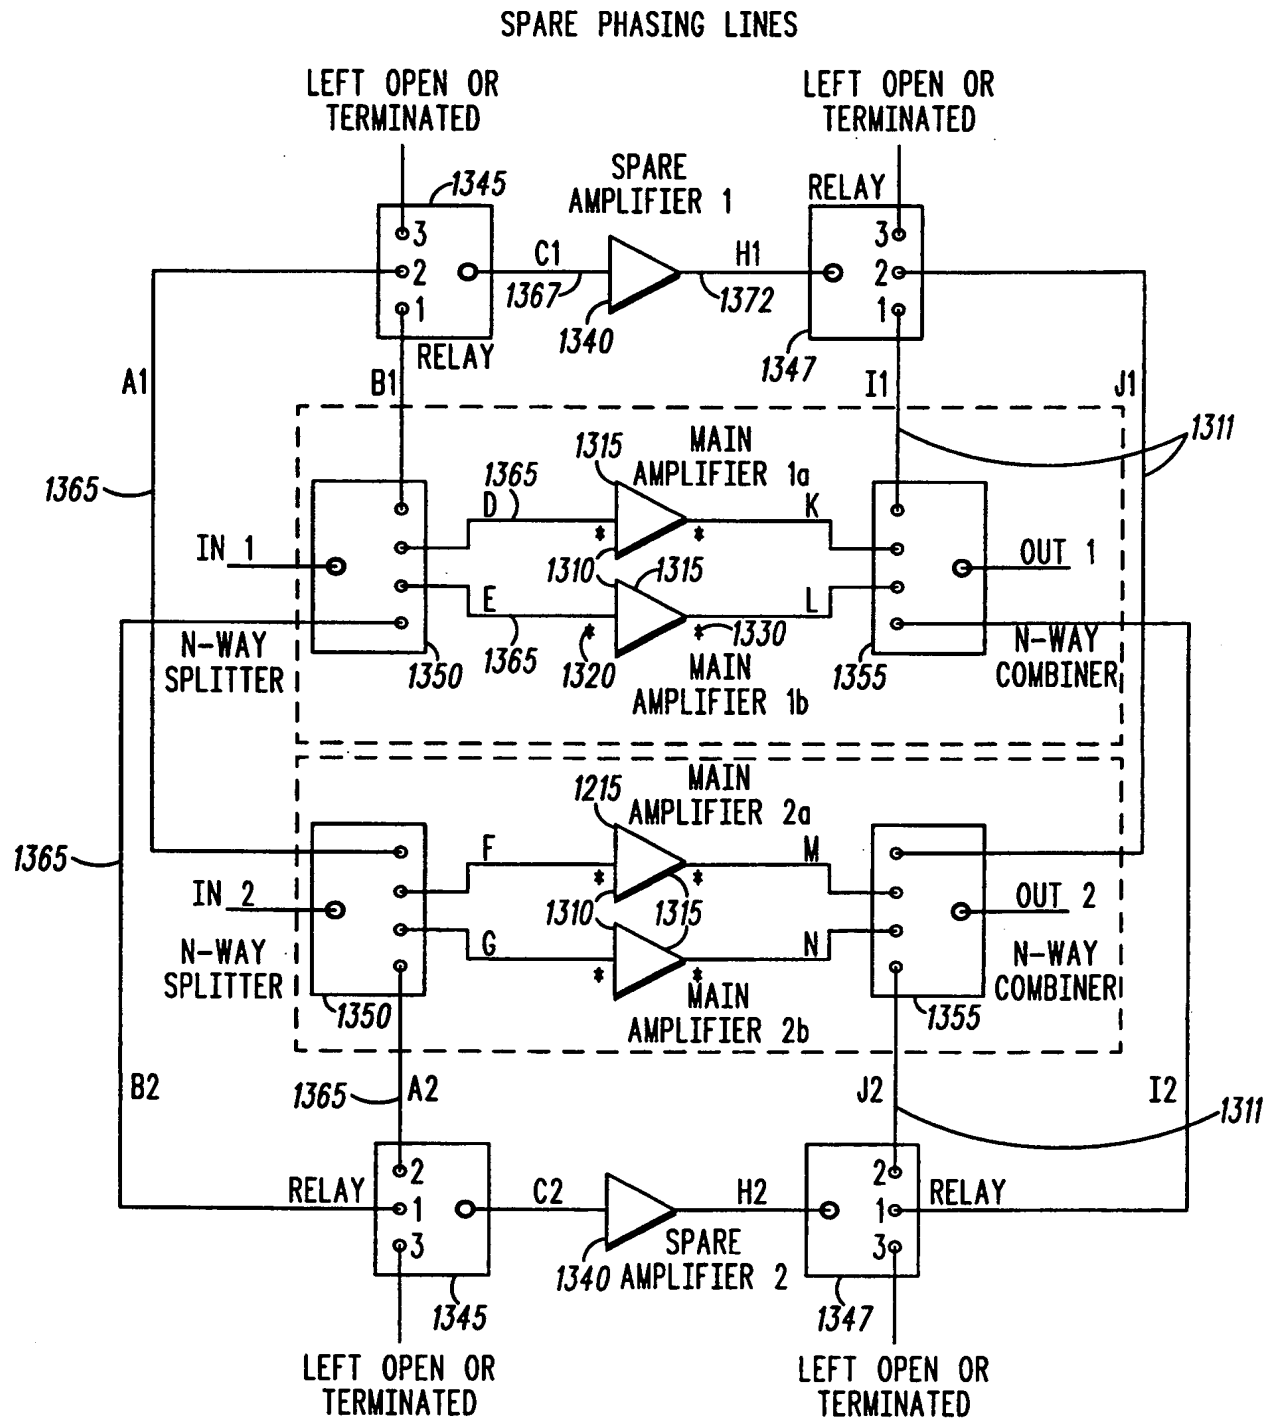 SPARE PHASING LINES
LEFT OPEN OR
TERMINATED
LEFT OPEN OR
TERMINATED
1345
SPARE
AMPLIFIER 1
RELAY
3
2
1
C1
1367
1340
H1
1372
3
2
1
RELAY
1347
A1
B1
I1
J1
1311
1315
MAIN
AMPLIFIER 1a
1365
1365
D
K
*
*
IN 1
1310
1315
OUT 1
E
L
1365
*
1320
*
1330
N-WAY
SPLITTER
1350
MAIN
AMPLIFIER 1b
1355
N-WAY
COMBINER
1215
MAIN
AMPLIFIER 2a
1365
F
M
*
*
IN 2
1310
1315
OUT 2
G
N
*
*
N-WAY
SPLITTER
1350
MAIN
AMPLIFIER 2b
1355
N-WAY
COMBINER
B2
1365
A2
J2
I2
1311
RELAY
2
1
3
C2
H2
2
1
3
RELAY
1340
SPARE
AMPLIFIER 2
1345
1347
LEFT OPEN OR
TERMINATED
LEFT OPEN OR
TERMINATED